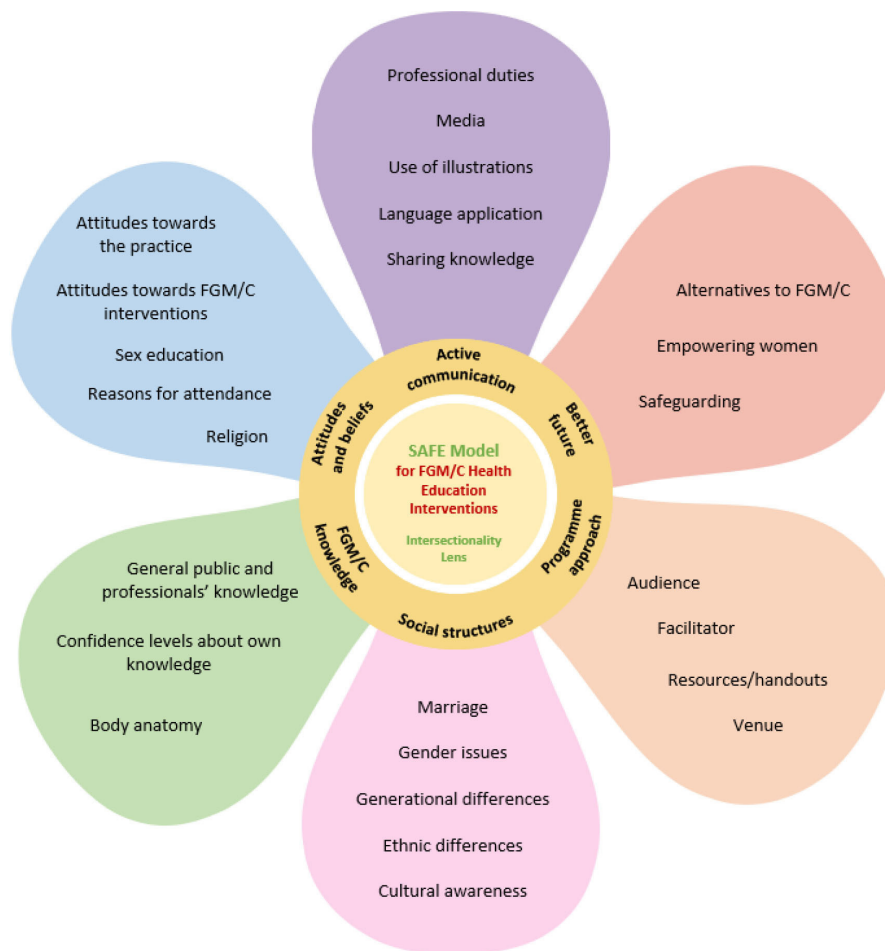 Professional duties
Media
Use of illustrations
Language application
Sharing knowledge
Attitudes towards
the practice
Attitudes towards FGM/C
interventions
Sex education
Reasons for attendance
Religion
Alternatives to FGM/C
Empowering women
Safeguarding
Active
communication
Better
future
Programme
approach
Social structures
FGM/C
knowledge
Attitudes
and beliefs
SAFE Model
for FGM/C Health
Education
Interventions
Intersectionality
Lens
General public and
professionals’ knowledge
Confidence levels about own
knowledge
Body anatomy
Audience
Facilitator
Resources/handouts
Venue
Marriage
Gender issues
Generational differences
Ethnic differences
Cultural awareness